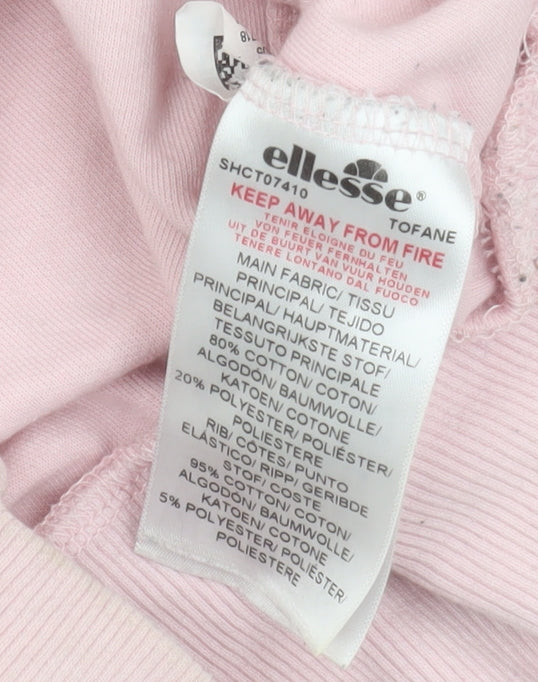 718
ellesse®
SHCT07410
TOFANE
KEEP AWAY FROM FIRE
TENIR ELOIGNE DU FEU
VON FEUER FERNHALTEN
UIT DE BUURT VAN VUUR HOUDEN
TENERE LONTANO DAL FUOCO
MAIN FABRIC/ TISSU
PRINCIPAL/ TEJIDO
PRINCIPAL/ HAUPTMATERIAL/
BELANGRIJKSTE STOF/
TESSUTO PRINCIPALE
80% COTTON/ COTON/
ALGODÓN/ BAUMWOLLE/
KATOEN/ COTONE
20% POLYESTER/ POLIÉSTER/
POLIESTERE
RIB/ CÔTES/ PUNTO
ELÁSTICO/ RIPP/ GERIBDE
STOF/ COSTE
95% COTTON/ COTON/
ALGODÓN/ BAUMWOLLE/
KATOEN/ COTONE
5% POLYESTER/ POLIÉSTER/
POLIESTERE